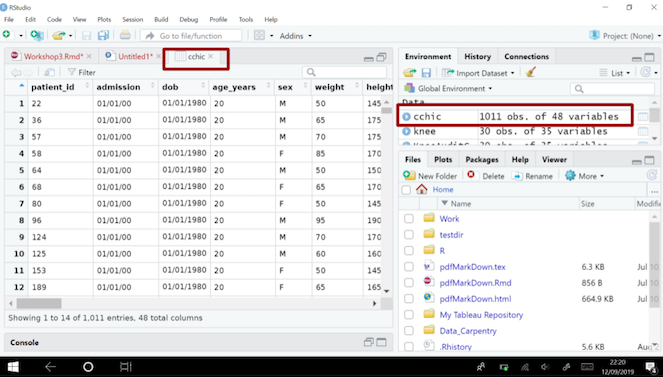 RStudio
File Edit Code View Plots Session Build Debug Profile Tools Help
Go to file/function
Addins
Project: (None)
Workshop3.Rmd* Untitled1* cchic
Filter
patient_id admission dob age_years sex weight height
1 22 01/01/00 01/01/1980 20 M 50 145
2 36 01/01/00 01/01/1980 20 M 65 175
3 57 01/01/00 01/01/1980 20 M 70 175
4 58 01/01/00 01/01/1980 20 F 85 170
5 64 01/01/00 01/01/1980 20 M 50 150
6 68 01/01/00 01/01/1980 20 F 65 170
7 80 01/01/00 01/01/1980 20 F 50 145
8 96 01/01/00 01/01/1980 20 M 95 190
9 124 01/01/00 01/01/1980 20 M 70 170
10 125 01/01/00 01/01/1980 20 M 60 160
11 153 01/01/00 01/01/1980 20 F 50 145
12 189 01/01/00 01/01/1980 20 F 65 165
Showing 1 to 14 of 1,011 entries, 48 total columns
Console
Environment History Connections
Import Dataset List
Global Environment
Data
cchic 1011 obs. of 48 variables
knee 30 obs. of 35 variables
Files Plots Packages Help Viewer
New Folder Delete Rename More
Home
Name Size Modifi
Work
testdir
R
pdfMarkDown.tex 6.3 KB Jul 10
pdfMarkDown.Rmd 856 B Jul 10
pdfMarkDown.html 664.9 KB Jul 10
My Tableau Repository
Data_Carpentry
.Rhistory 5.6 KB
22:20
12/09/2019